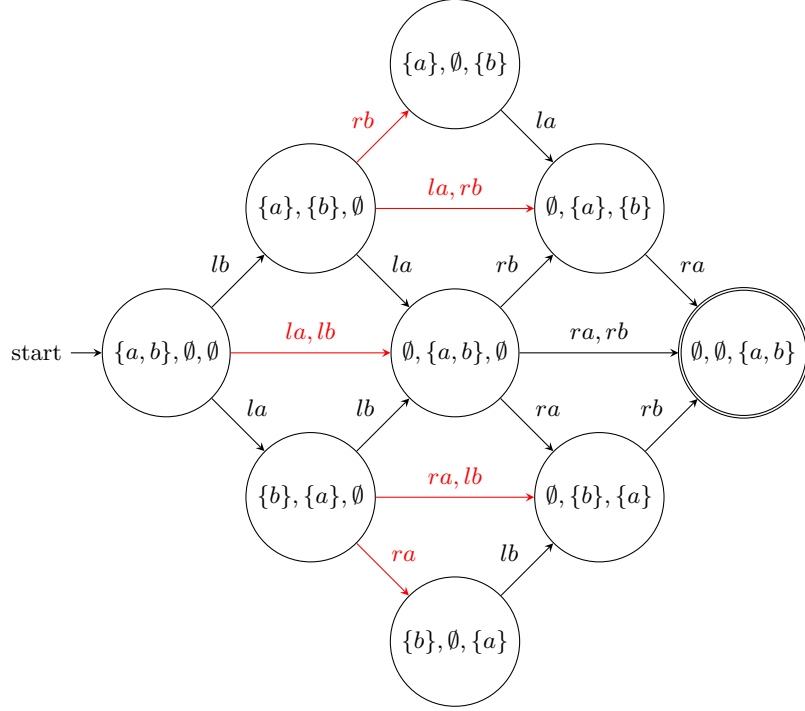 {a}, ∅, {b}
rb
la
{a}, {b}, ∅
la, rb
∅, {a}, {b}
lb
la
rb
ra
start
{a, b}, ∅, ∅
la, lb
∅, {a, b}, ∅
ra, rb
∅, ∅, {a, b}
la
lb
ra
rb
{b}, {a}, ∅
ra, lb
∅, {b}, {a}
ra
lb
{b}, ∅, {a}